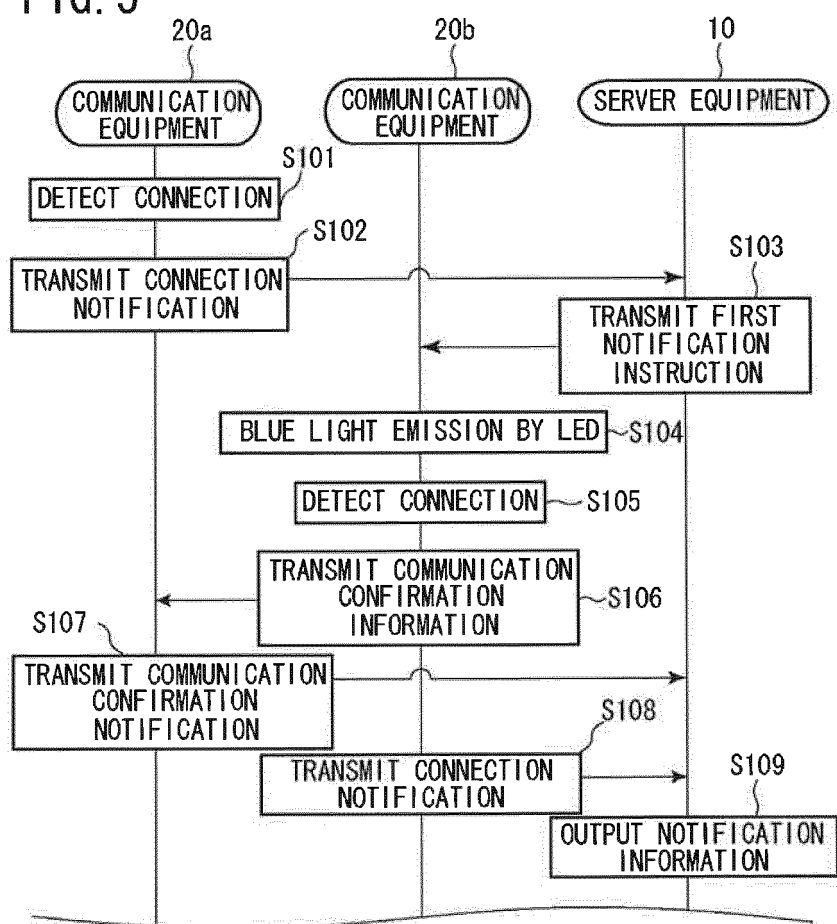 20a
20b
10
COMMUNICATION
EQUIPMENT
COMMUNICATION
EQUIPMENT
SERVER EQUIPMENT
S101
DETECT CONNECTION
S102
TRANSMIT CONNECTION
NOTIFICATION
S103
TRANSMIT FIRST
NOTIFICATION
INSTRUCTION
BLUE LIGHT EMISSION BY LED
S104
DETECT CONNECTION
S105
TRANSMIT COMMUNICATION
CONFIRMATION
INFORMATION
S106
S107
TRANSMIT COMMUNICATION
CONFIRMATION
NOTIFICATION
S108
TRANSMIT CONNECTION
NOTIFICATION
S109
OUTPUT NOTIFICATION
INFORMATION